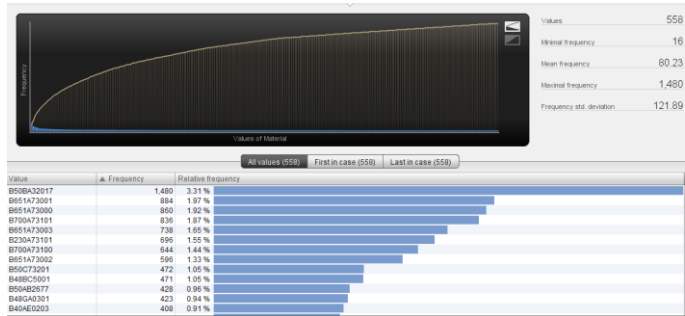 Frequency
Values of Material
Values 558
Minimal frequency 16
Mean frequency 80.23
Maximal frequency 1,480
Frequency std. deviation 121.89
All values (558) First in case (558) Last in case (558)
Value Frequency Relative frequency
B50BA32017 1,480 3.31 %
B651A73001 884 1.97 %
B651A73000 860 1.92 %
B700A73101 836 1.87 %
B651A73003 738 1.65 %
B230A73101 696 1.55 %
B700A73100 644 1.44 %
B651A73002 596 1.33 %
B50C73201 472 1.05 %
B48BC5001 471 1.05 %
B50AB2677 428 0.96 %
B48GA0301 423 0.94 %
B40AE0203 408 0.91 %